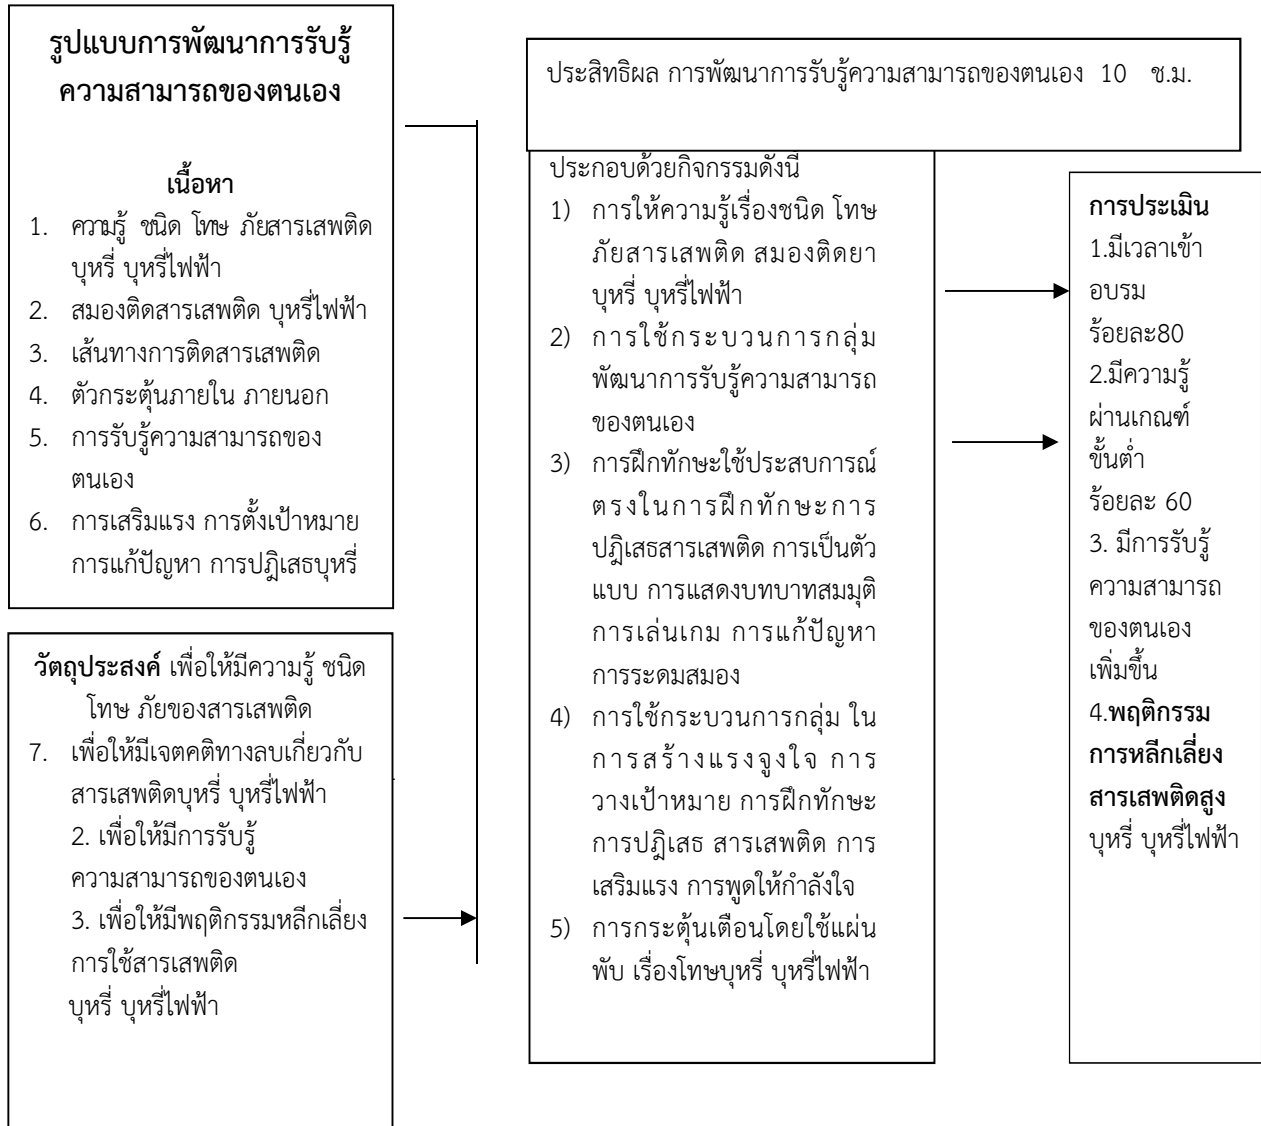 รูปแบบการพัฒนาการรับรู้
ความสามารถของตนเอง
เนื้อหา
1. ความรู้ ชนิด โทษ ภัยสารเสพติด
บุหรี่ บุหรี่ไฟฟ้า
2. สมองติดสารเสพติด บุหรี่ไฟฟ้า
3. เส้นทางการติดสารเสพติด
4. ตัวกระตุ้นภายใน ภายนอก
5. การรับรู้ความสามารถของ
ตนเอง
6. การเสริมแรง การตั้งเป้าหมาย
การแก้ปัญหา การปฎิเสธบุหรี่
วัตถุประสงค์ เพื่อให้มีความรู้ ชนิด
โทษ ภัยของสารเสพติด
7. เพื่อให้มีเจตคติทางลบเกี่ยวกับ
สารเสพติดบุหรี่ บุหรี่ไฟฟ้า
2. เพื่อให้มีการรับรู้
ความสามารถของตนเอง
3. เพื่อให้มีพฤติกรรมหลีกเลี่ยง
การใช้สารเสพติด
บุหรี่ บุหรี่ไฟฟ้า
ประสิทธิผล การพัฒนาการรับรู้ความสามารถของตนเอง 10 ช.ม.
ประกอบด้วยกิจกรรมดังนี้
1) การให้ความรู้เรื่องชนิด โทษ
ภัยสารเสพติด สมองติดยา
บุหรี่ บุหรี่ไฟฟ้า
2) การใช้กระบวนการกลุ่ม
พัฒนาการรับรู้ความสามารถ
ของตนเอง
3) การฝึกทักษะใช้ประสบการณ์
ตรงในการฝึกทักษะการ
ปฎิเสธสารเสพติด การเป็นตัว
แบบ การแสดงบทบาทสมมุติ
การเล่นเกม การแก้ปัญหา
การระดมสมอง
4) การใช้กระบวนการกลุ่ม ใน
การสร้างแรงจูงใจ การ
วางเป้าหมาย การฝึกทักษะ
การปฎิเสธ สารเสพติด การ
เสริมแรง การพูดให้กำลังใจ
5) การกระตุ้นเตือนโดยใช้แผ่น
พับ เรื่องโทษบุหรี่ บุหรี่ไฟฟ้า
การประเมิน
1.มีเวลาเข้า
อบรม
ร้อยละ80
2.มีความรู้
ผ่านเกณฑ์
ขั้นต่ำ
ร้อยละ 60
3. มีการรับรู้
ความสามารถ
ของตนเอง
เพิ่มขึ้น
4.พฤติกรรม
การหลีกเลี่ยง
สารเสพติดสูง
บุหรี่ บุหรี่ไฟฟ้า